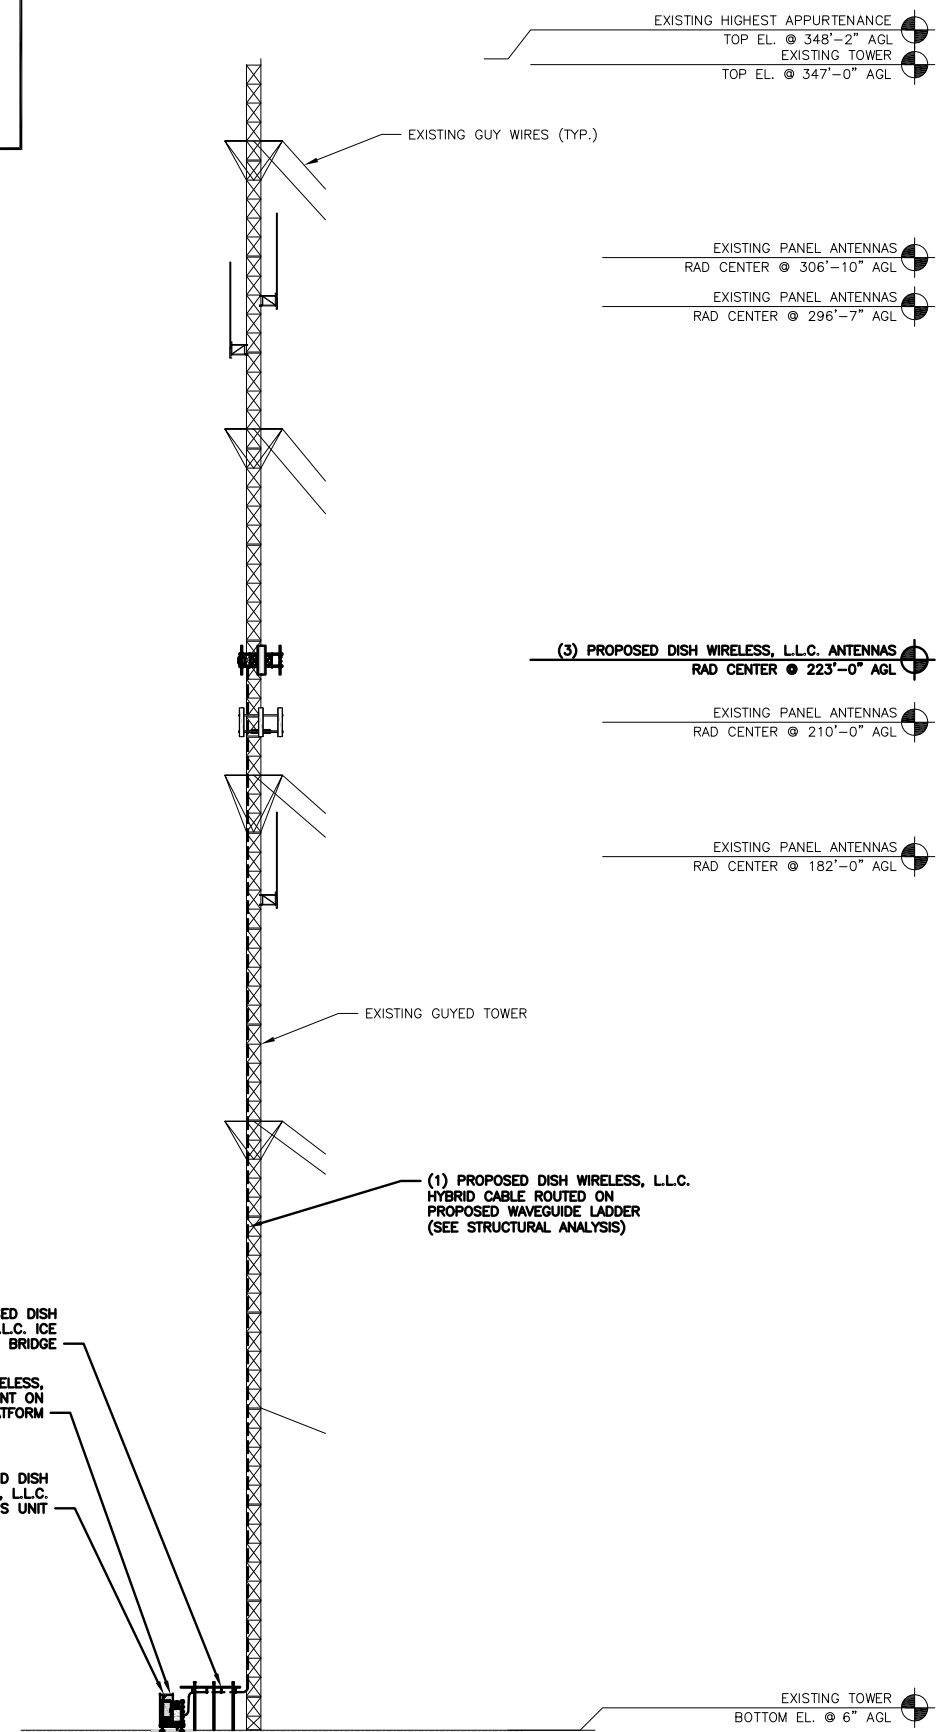 EXISTING HIGHEST APPURTENANCE
TOP EL. @ 348'-2" AGL
EXISTING TOWER
TOP EL. @ 347'-0" AGL
EXISTING GUY WIRES (TYP.)
EXISTING PANEL ANTENNAS
RAD CENTER @ 306'-10" AGL
EXISTING PANEL ANTENNAS
RAD CENTER @ 296'-7" AGL
(3) PROPOSED DISH WIRELESS, L.L.C. ANTENNAS
RAD CENTER @ 223'-0" AGL
EXISTING PANEL ANTENNAS
RAD CENTER @ 210'-0" AGL
EXISTING PANEL ANTENNAS
RAD CENTER @ 182'-0" AGL
EXISTING GUYED TOWER
(1) PROPOSED DISH WIRELESS, L.L.C.
HYBRID CABLE ROUTED ON
PROPOSED WAVEGUIDE LADDER
(SEE STRUCTURAL ANALYSIS)
DISH
ICE
BRIDGE
ON
DISH
L.L.C.
UNIT
EXISTING TOWER
BOTTOM EL. @ 6" AGL